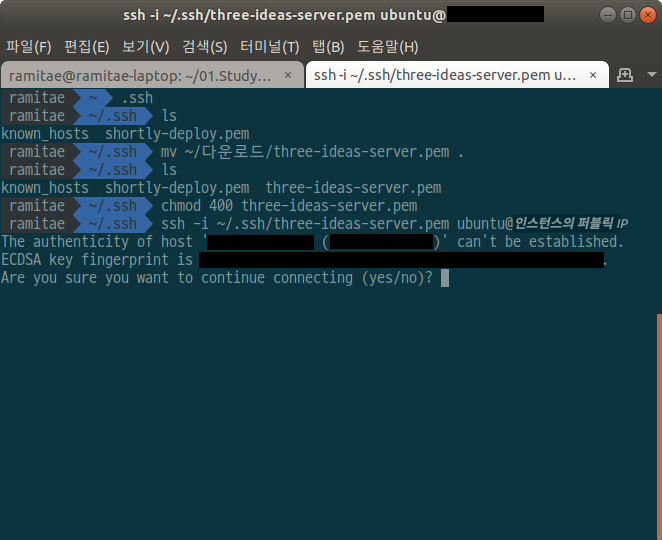 ssh -i ~/.ssh/three-ideas-server.pem ubuntu@
파일(F) 편집(E) 보기(V) 검색(S) 터미널(T) 탭(B) 도움말(H)
ramitae@ramitae-laptop: ~/01.Study… × ssh -i ~/.ssh/three-ideas-server.pem u… ×
ramitae ~ .ssh
ramitae ~/.ssh ls
known_hosts shortly-deploy.pem
ramitae ~/.ssh mv ~/다운로드/three-ideas-server.pem .
ramitae ~/.ssh ls
known_hosts shortly-deploy.pem three-ideas-server.pem
ramitae ~/.ssh chmod 400 three-ideas-server.pem
ramitae ~/.ssh ssh -i ~/.ssh/three-ideas-server.pem ubuntu@인스턴스의 퍼블릭 IP
The authenticity of host ' ( )' can't be established.
ECDSA key fingerprint is .
Are you sure you want to continue connecting (yes/no)?